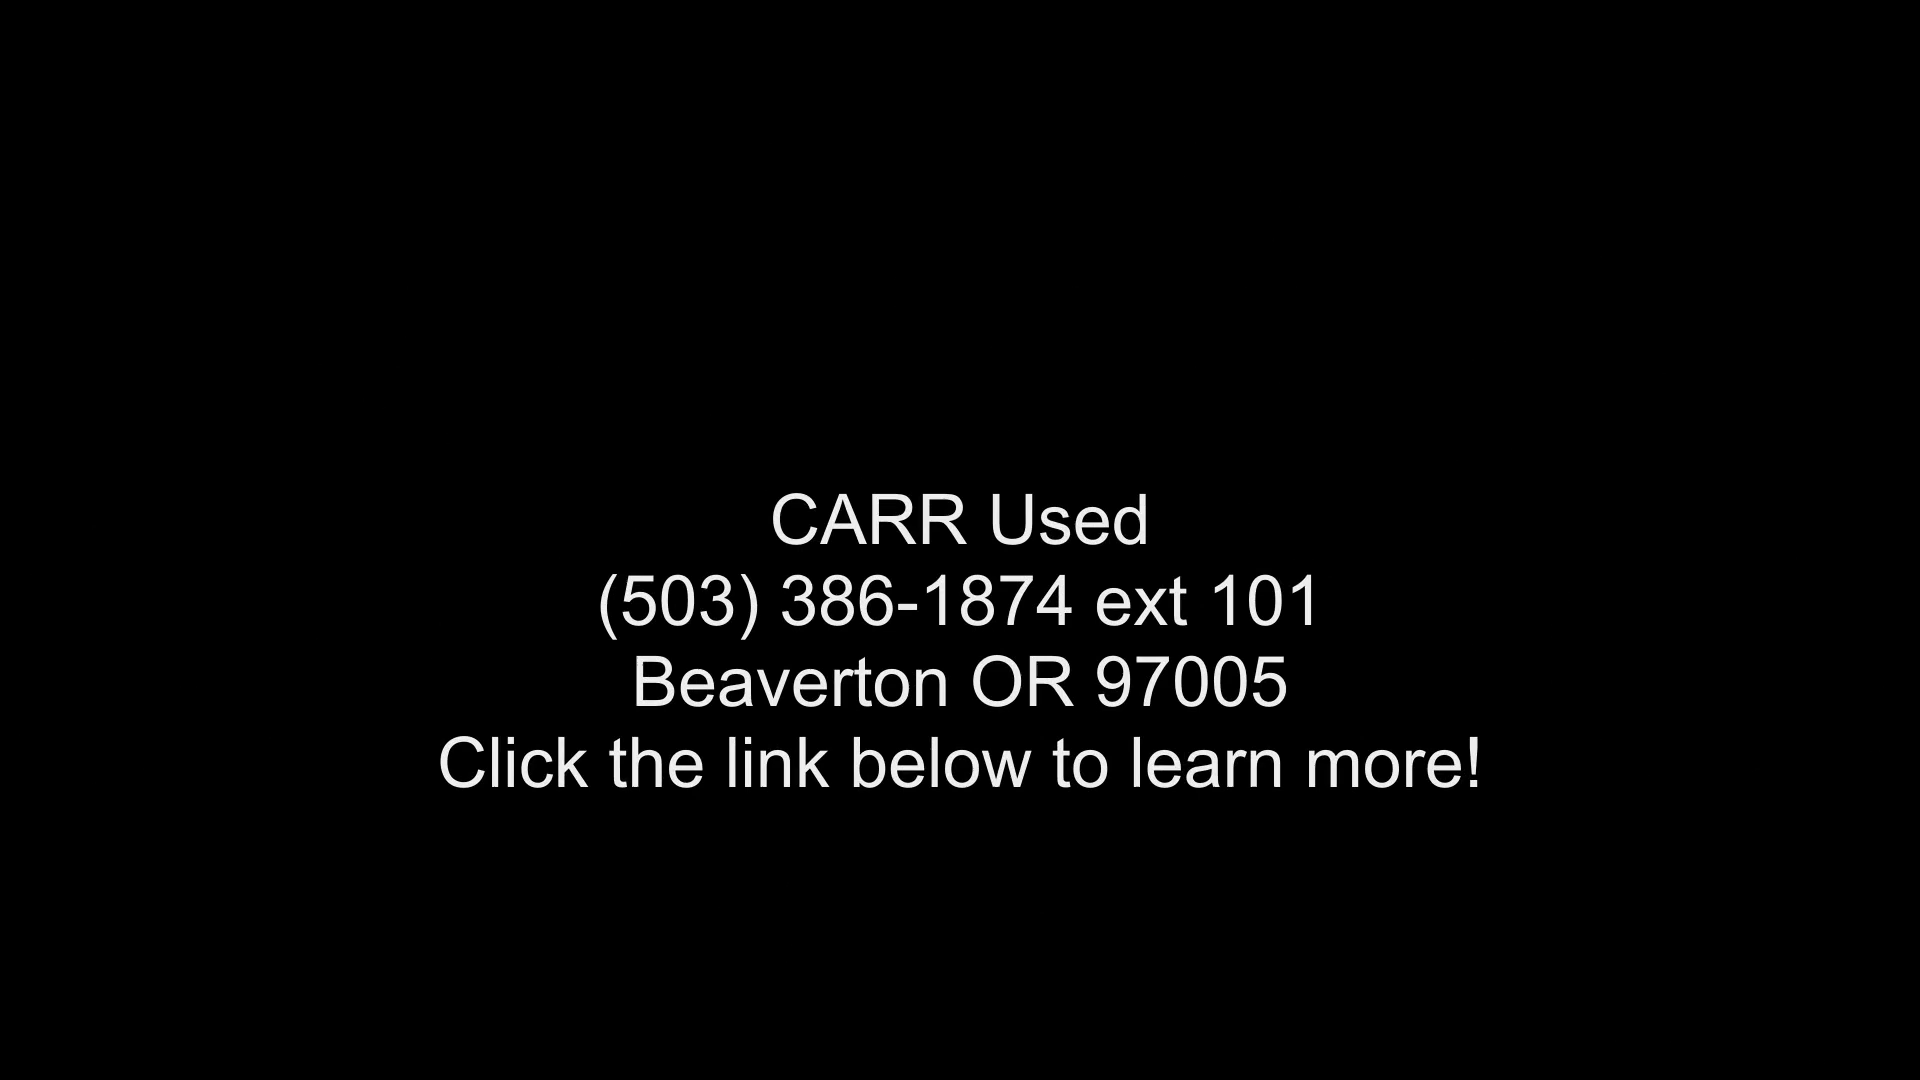 CARR Used
(503) 386-1874 ext 101
Beaverton OR 97005
Click the link below to learn more!